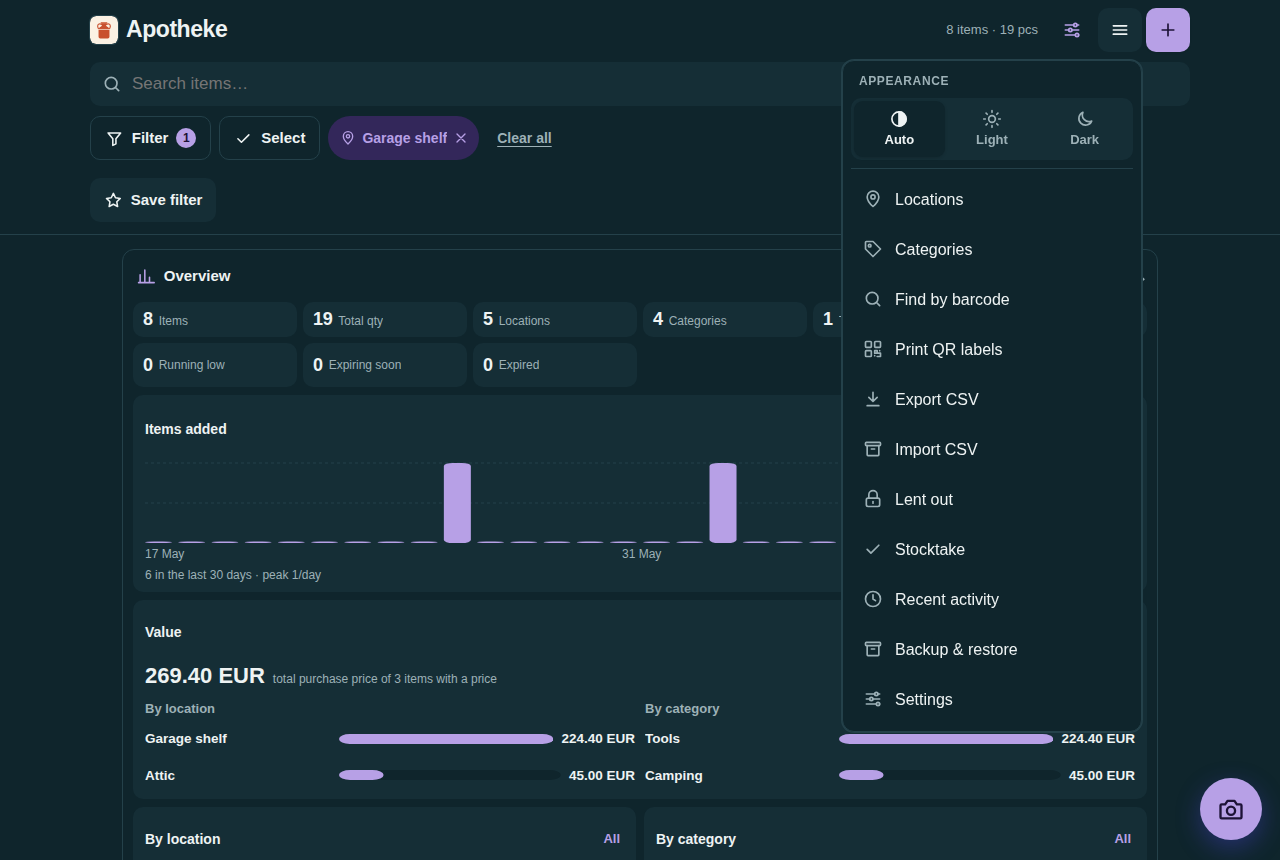 Apotheke
8 items · 19 pcs
Search items…
Filter 1
Select
Garage shelf
Clear all
Save filter
APPEARANCE
Auto
Light
Dark
Locations
Categories
Find by barcode
Print QR labels
Export CSV
Import CSV
Lent out
Stocktake
Recent activity
Backup & restore
Settings
Overview
8 Items
19 Total qty
5 Locations
4 Categories
1
0 Running low
0 Expiring soon
0 Expired
Items added
17 May
31 May
6 in the last 30 days · peak 1/day
Value
269.40 EUR total purchase price of 3 items with a price
By location
By category
Garage shelf 224.40 EUR
Tools 224.40 EUR
Attic 45.00 EUR
Camping 45.00 EUR
By location All
By category All